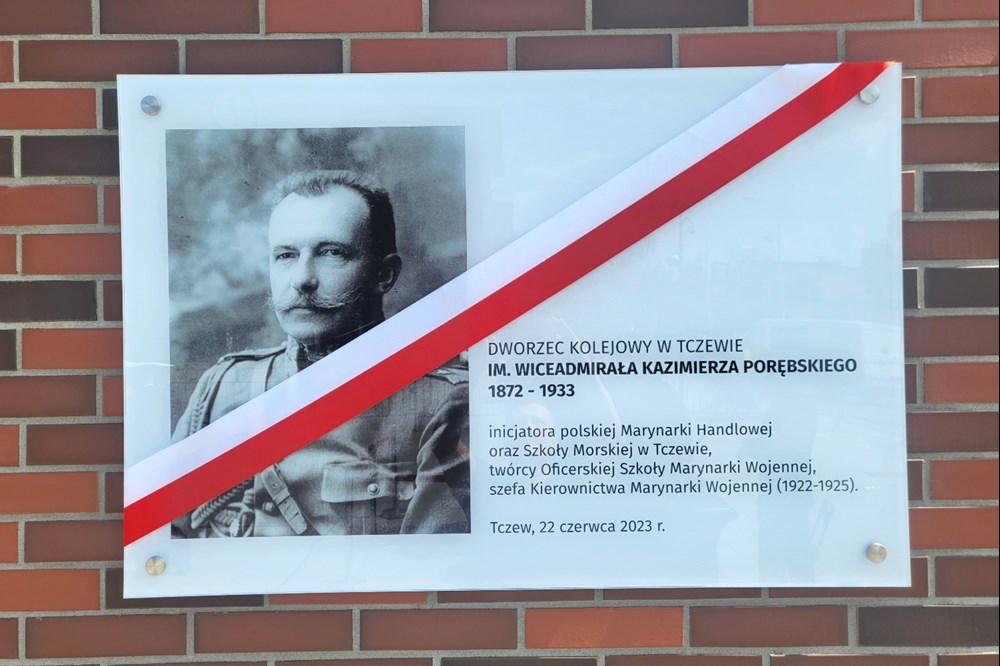 DWORZEC KOLEJOWY W TCZEWIE
IM. WICEADMIRAŁA KAZIMIERZA PORĘBSKIEGO
1872 - 1933
inicjatora polskiej Marynarki Handlowej
oraz Szkoły Morskiej w Tczewie,
twórcy Oficerskiej Szkoły Marynarki Wojennej,
szefa Kierownictwa Marynarki Wojennej (1922-1925).
Tczew, 22 czerwca 2023 r.